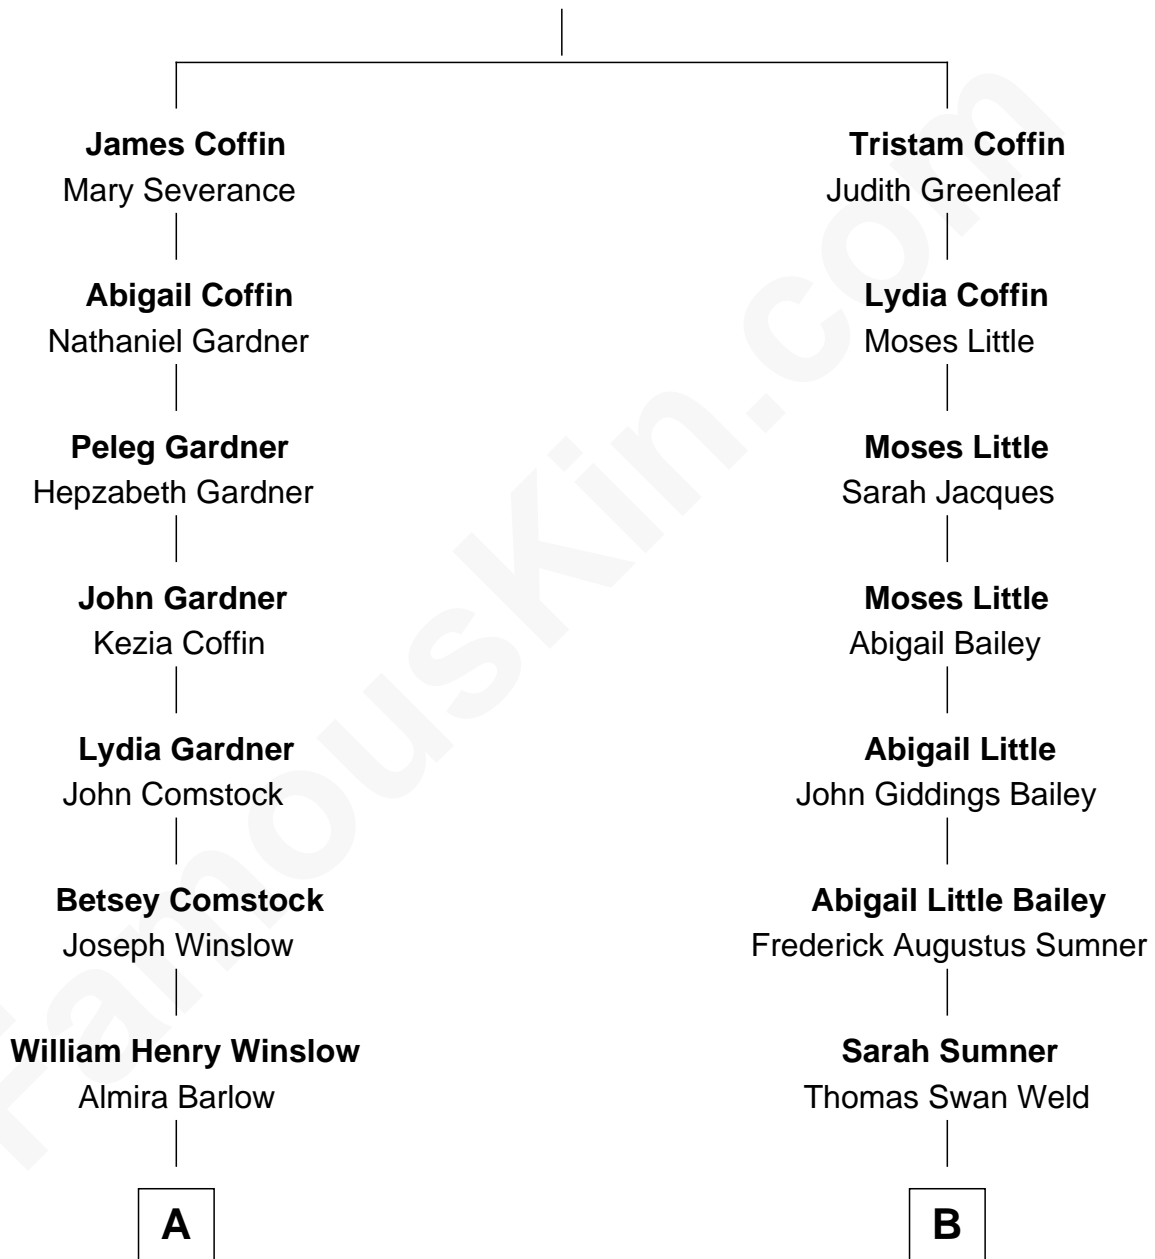 James Coffin
Mary Severance
Abigail Coffin
Nathaniel Gardner
Peleg Gardner
Hepzabeth Gardner
John Gardner
Kezia Coffin
Lydia Gardner
John Comstock
Betsey Comstock
Joseph Winslow
William Henry Winslow
Almira Barlow
A
Tristam Coffin
Judith Greenleaf
Lydia Coffin
Moses Little
Moses Little
Sarah Jacques
Moses Little
Abigail Bailey
Abigail Little
John Giddings Bailey
Abigail Little Bailey
Frederick Augustus Sumner
Sarah Sumner
Thomas Swan Weld
B
FamousKin.com